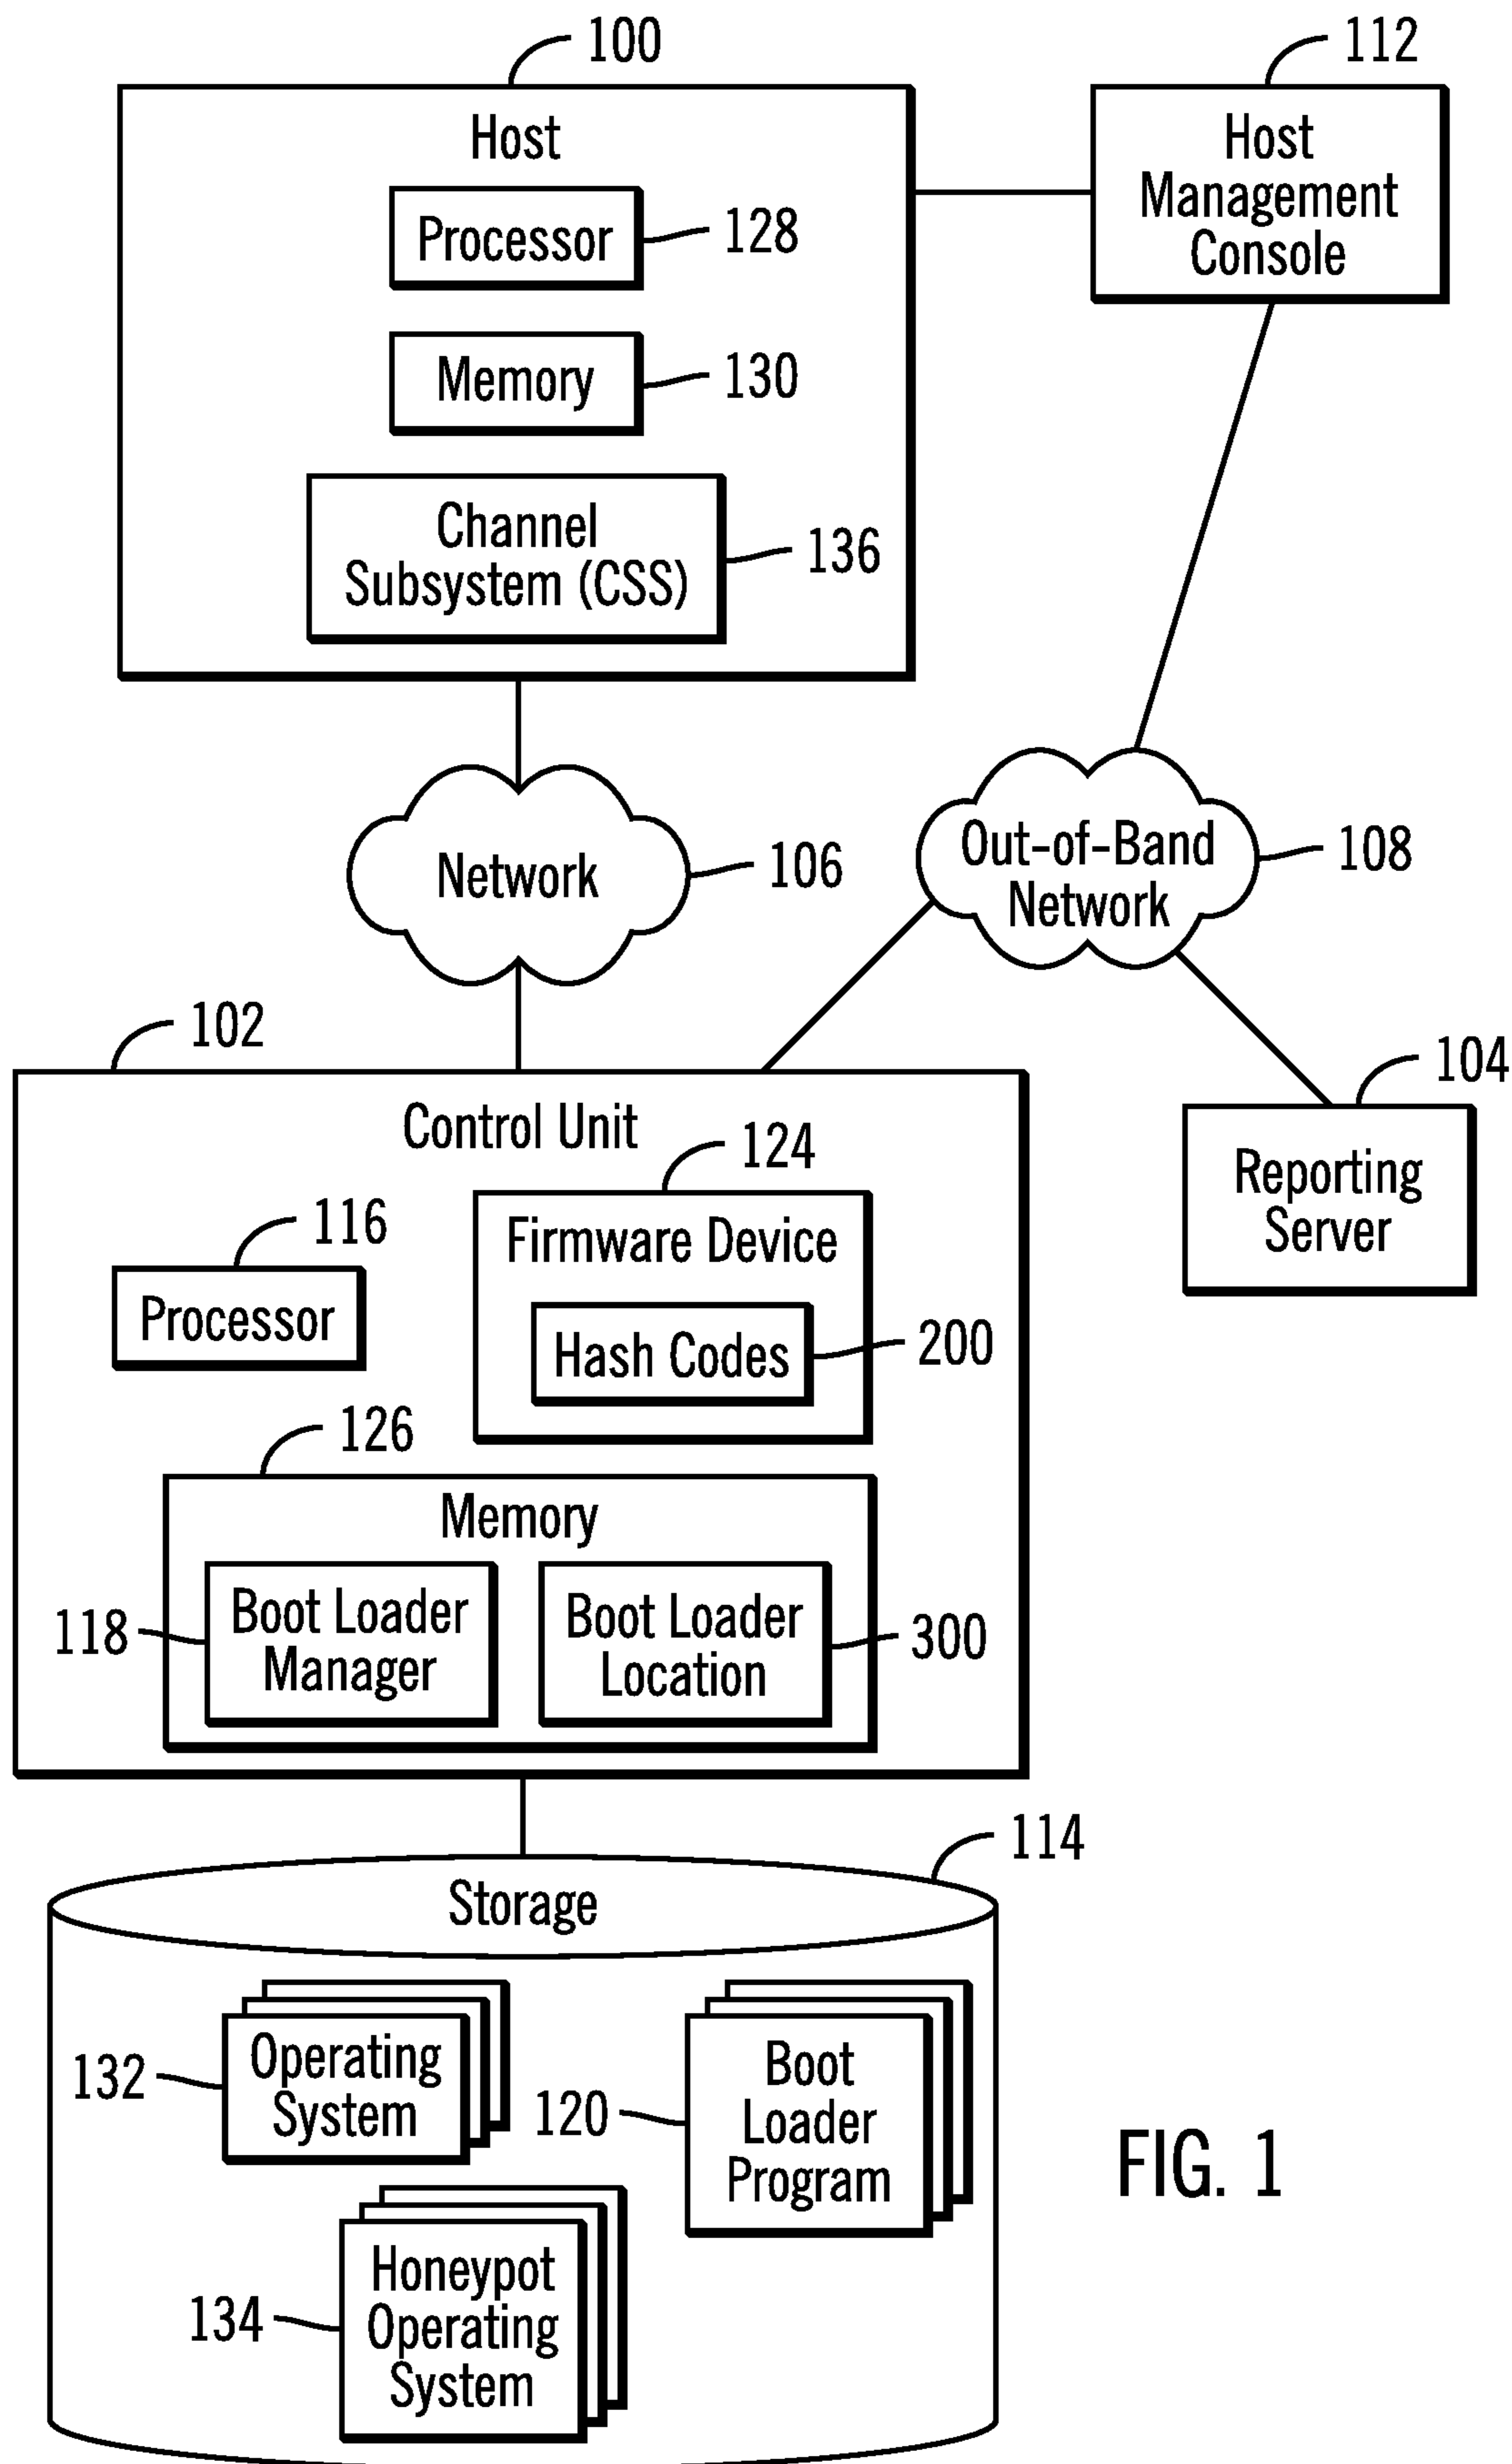 100
112
Host
Host
Management
Console
Processor
128
Memory
130
Channel
Subsystem (CSS)
136
Network
106
Out-of-Band
Network
108
102
104
Control Unit
Reporting
Server
124
Firmware Device
116
Processor
Hash Codes
200
126
Memory
118
Boot Loader
Manager
Boot Loader
Location
300
114
Storage
132
Operating
System
120
Boot
Loader
Program
134
Honeypot
Operating
System
FIG. 1